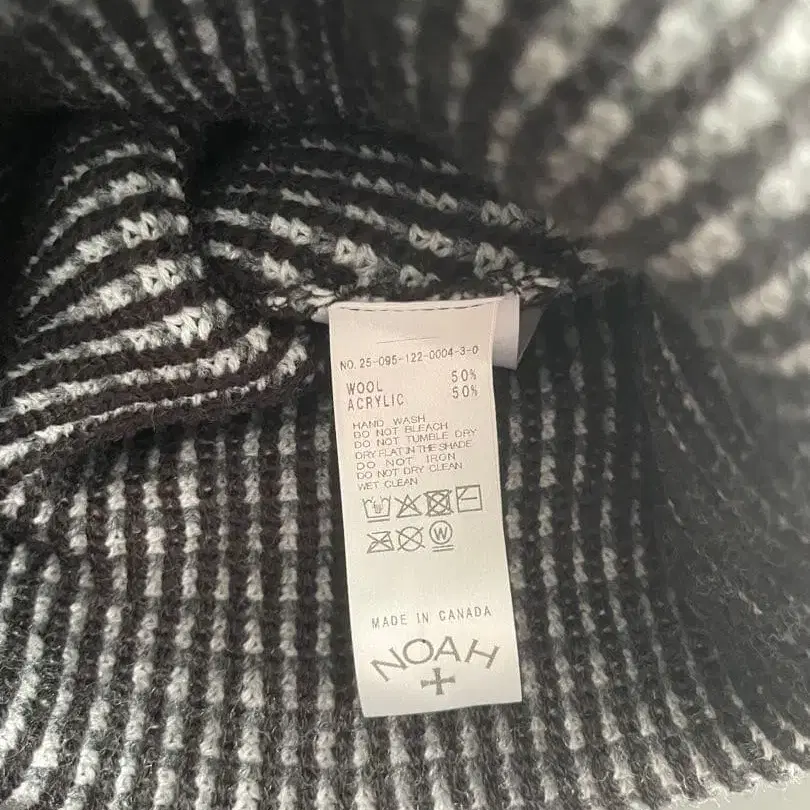 NO. 25-095-122-0004-3-0
WOOL 50%
ACRYLIC 50%
HAND WASH
DO NOT BLEACH
DO NOT TUMBLE DRY
DRY FLAT IN THE SHADE
DO NOT IRON
DO NOT DRY CLEAN
WET CLEAN
W
MADE IN CANADA
NOAH